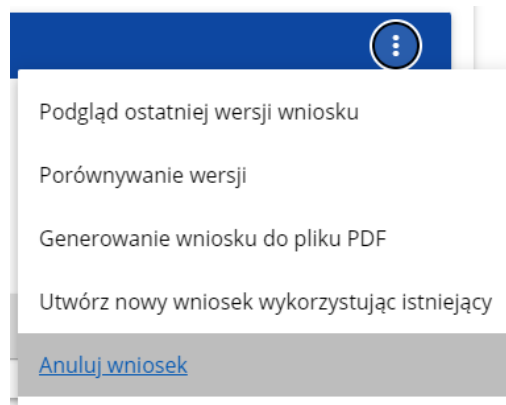 Podgląd ostatniej wersji wniosku
Porównywanie wersji
Generowanie wniosku do pliku PDF
Utwórz nowy wniosek wykorzystując istniejący
Anuluj wniosek